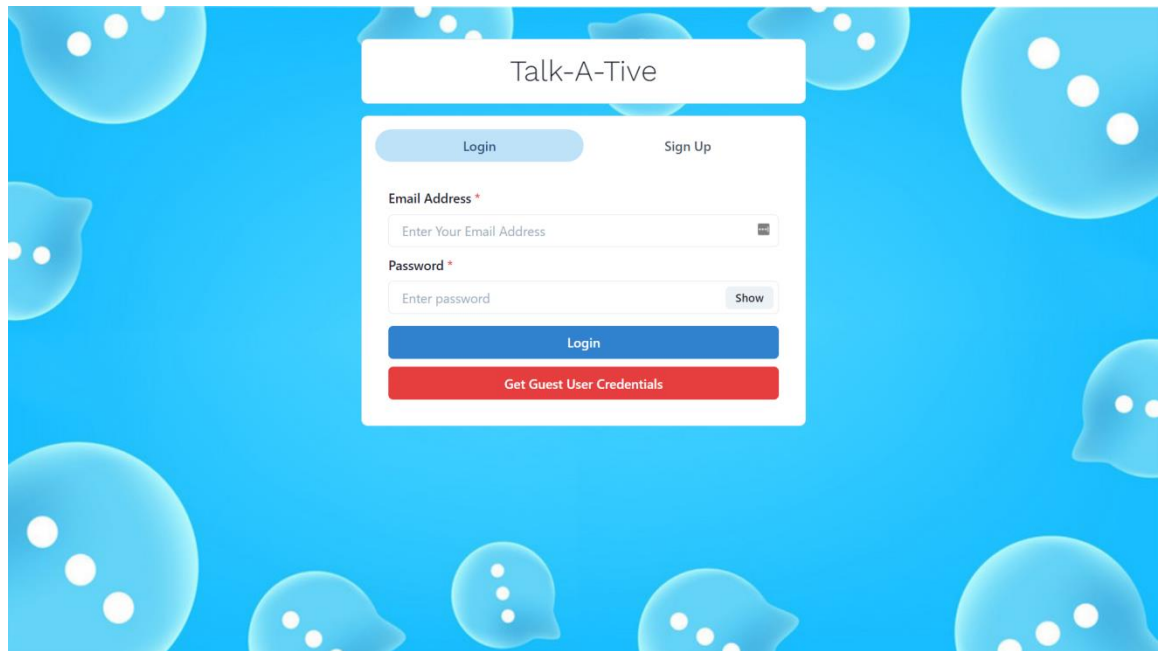 Talk-A-Tive
Login Sign Up
Email Address *
Enter Your Email Address
Password *
Enter password Show
Login
Get Guest User Credentials